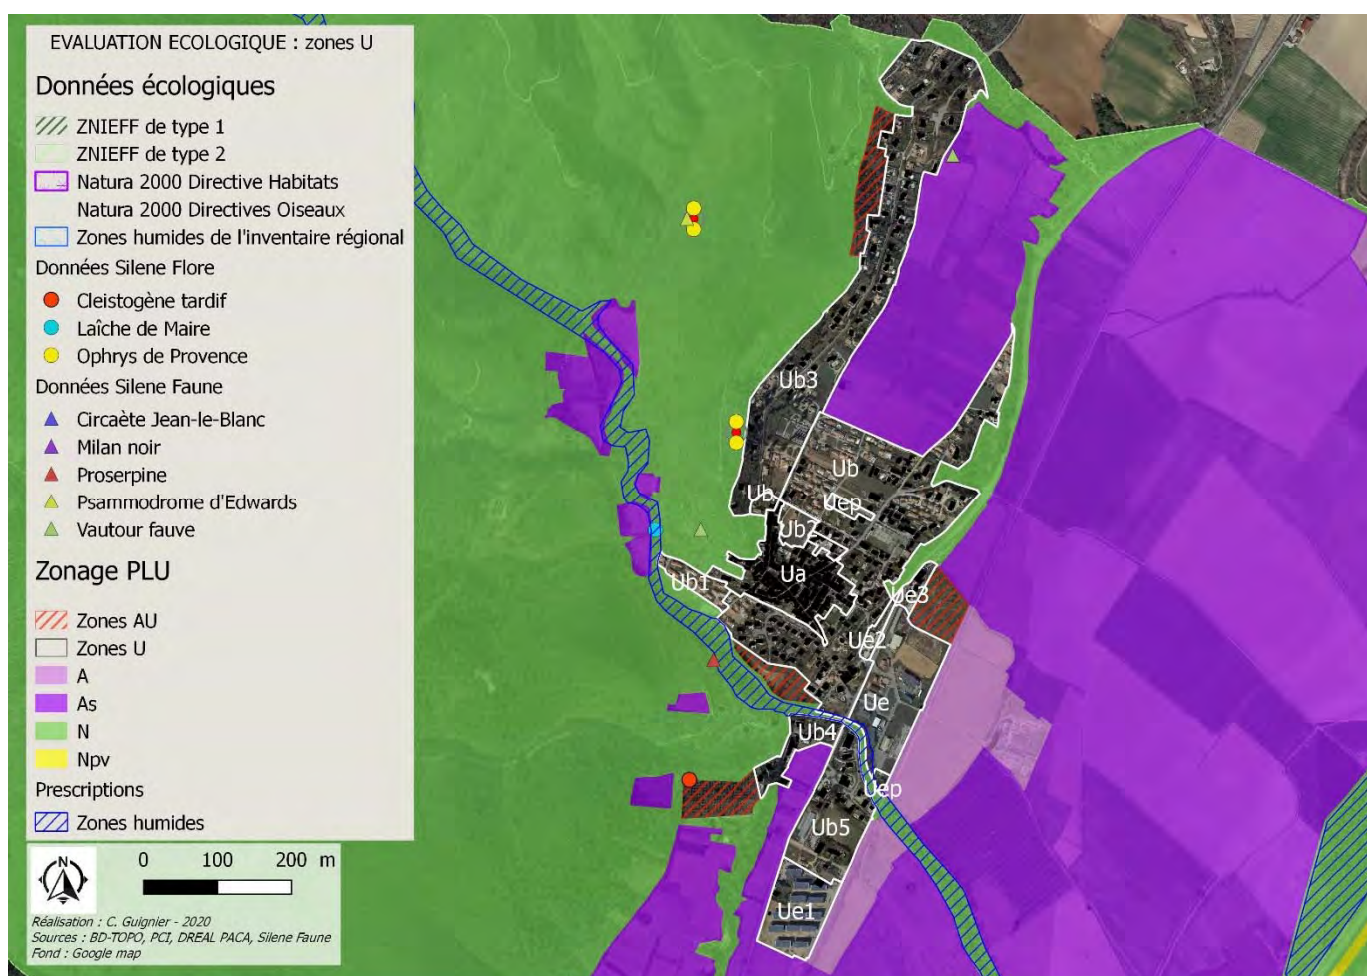 EVALUATION ECOLOGIQUE : zones U
Données écologiques
ZNIEFF de type 1
ZNIEFF de type 2
Natura 2000 Directive Habitats
Natura 2000 Directives Oiseaux
Zones humides de l'inventaire régional
Données Silene Flore
Cleistogène tardif
Laîche de Maire
Ophrys de Provence
Données Silene Faune
Circaète Jean-le-Blanc
Milan noir
Proserpine
Psammodrome d'Edwards
Vautour fauve
Zonage PLU
Zones AU
Zones U
A
As
N
Npv
Prescriptions
Zones humides
N
0 100 200 m
Réalisation : C. Guignier - 2020
Sources : BD-TOPO, PCI, DREAL PACA, Silene Faune
Fond : Google map
Ub3
Ub
Ub
Uep
Ub2
Ua
Ub1
Ue3
Ue2
Ue
Ub4
Uep
Ub5
Ue1